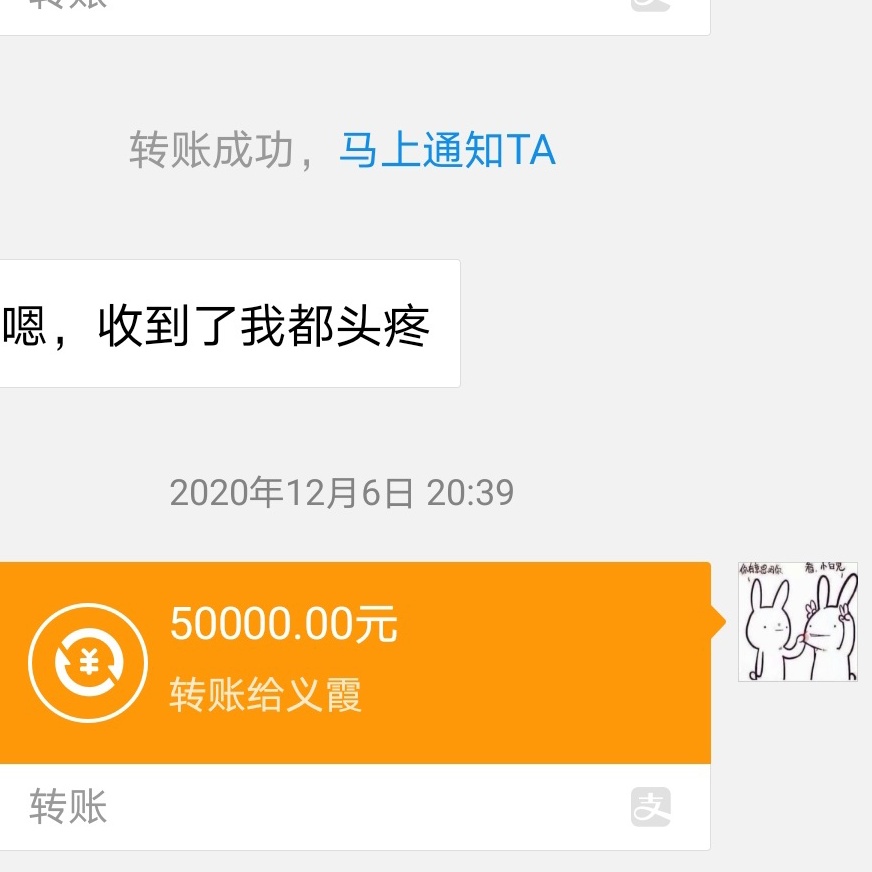 转账
转账成功，马上通知TA
嗯，收到了我都头疼
2020年12月6日 20:39
50000.00元
转账给义霞
转账
支